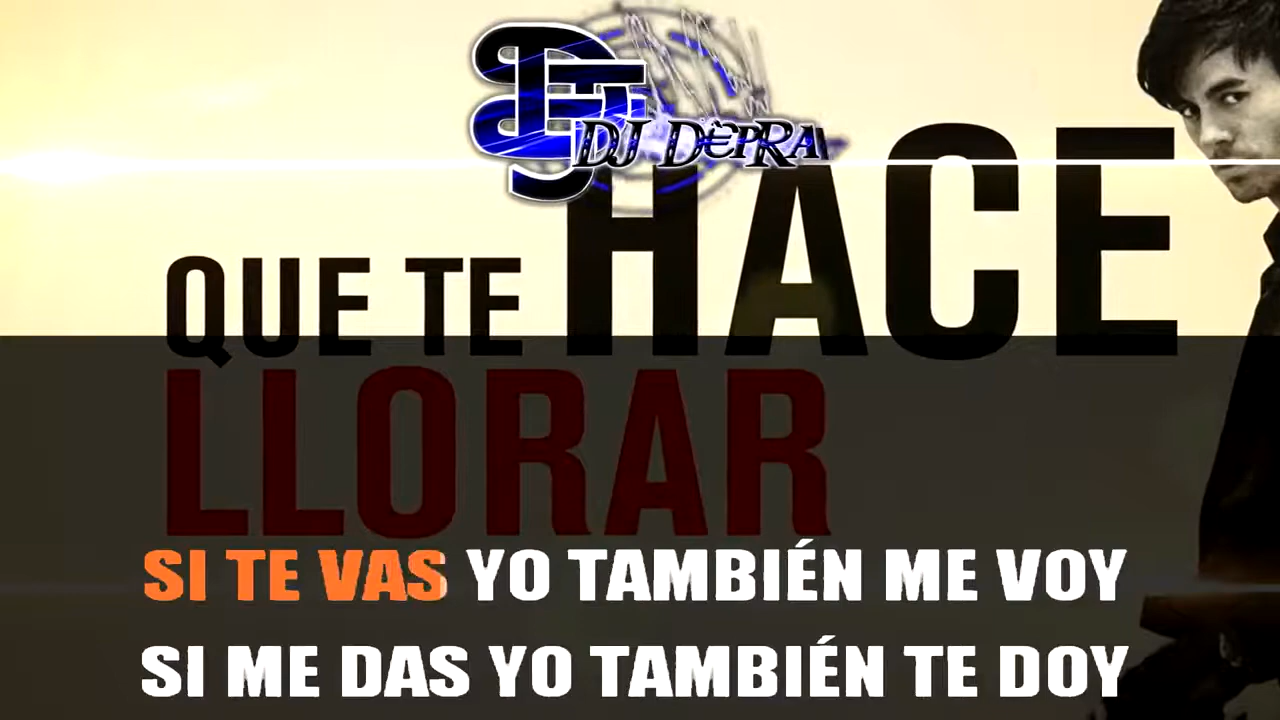 DJ DÈPRA
QUE TE HACE
LLORAR
SI TE VAS YO TAMBIÉN ME VOY
SI ME DAS YO TAMBIÉN TE DOY